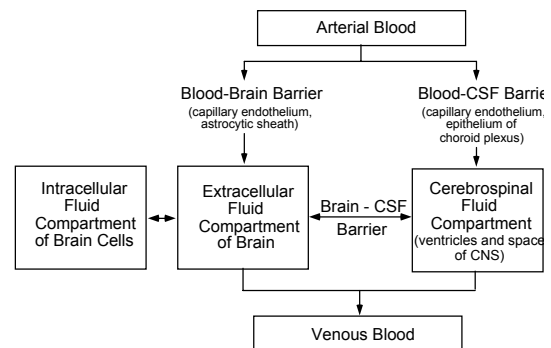 Arterial Blood
Blood-Brain Barrier
(capillary endothelium,
astrocytic sheath)
Blood-CSF Barrier
(capillary endothelium,
epithelium of
choroid plexus)
Intracellular
Fluid
Compartment
of Brain Cells
Extracellular
Fluid
Compartment
of Brain
Brain - CSF
Barrier
Cerebrospinal
Fluid
Compartment
(ventricles and space
of CNS)
Venous Blood